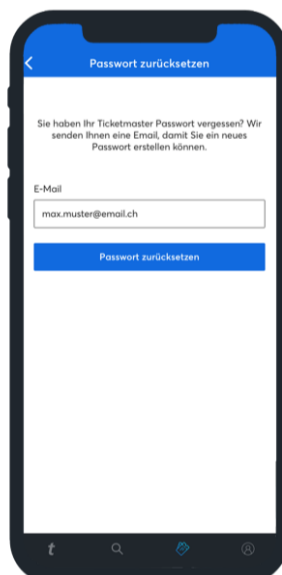 Passwort zurücksetzen
Sie haben Ihr Ticketmaster Passwort vergessen? Wir
senden Ihnen eine Email, damit Sie ein neues
Passwort erstellen können.
E-Mail
max.muster@email.ch
Passwort zurücksetzen
t